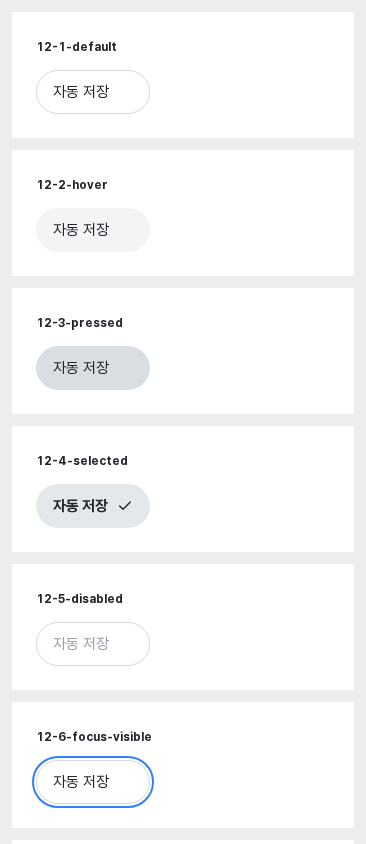 12-1-default
자동 저장
12-2-hover
자동 저장
12-3-pressed
자동 저장
12-4-selected
자동 저장
12-5-disabled
자동 저장
12-6-focus-visible
자동 저장